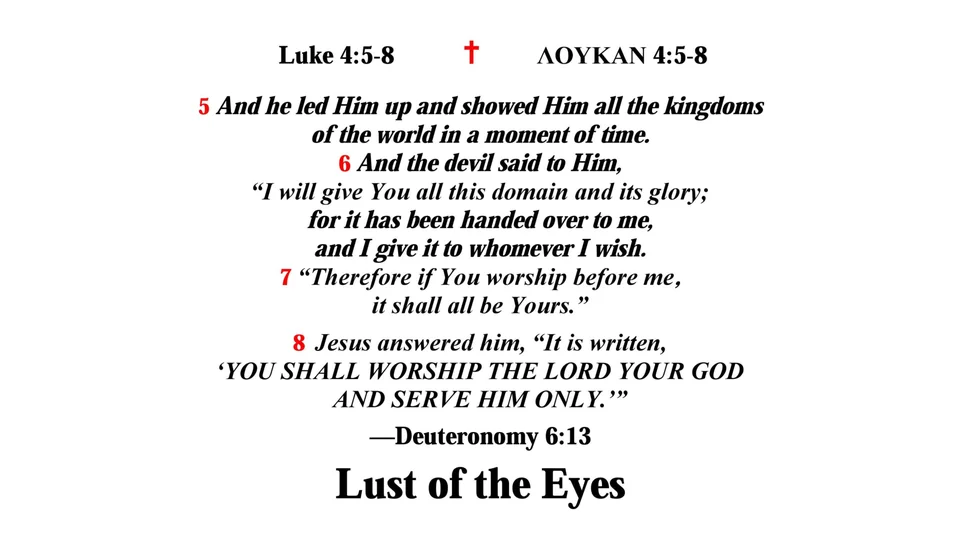 Luke 4:5-8 ✝ ΛΟΥΚΑΝ 4:5-8
5 And he led Him up and showed Him all the kingdoms
of the world in a moment of time.
6 And the devil said to Him,
“I will give You all this domain and its glory;
for it has been handed over to me,
and I give it to whomever I wish.
7 “Therefore if You worship before me,
it shall all be Yours.”
8 Jesus answered him, “It is written,
‘YOU SHALL WORSHIP THE LORD YOUR GOD
AND SERVE HIM ONLY.’”
—Deuteronomy 6:13
Lust of the Eyes